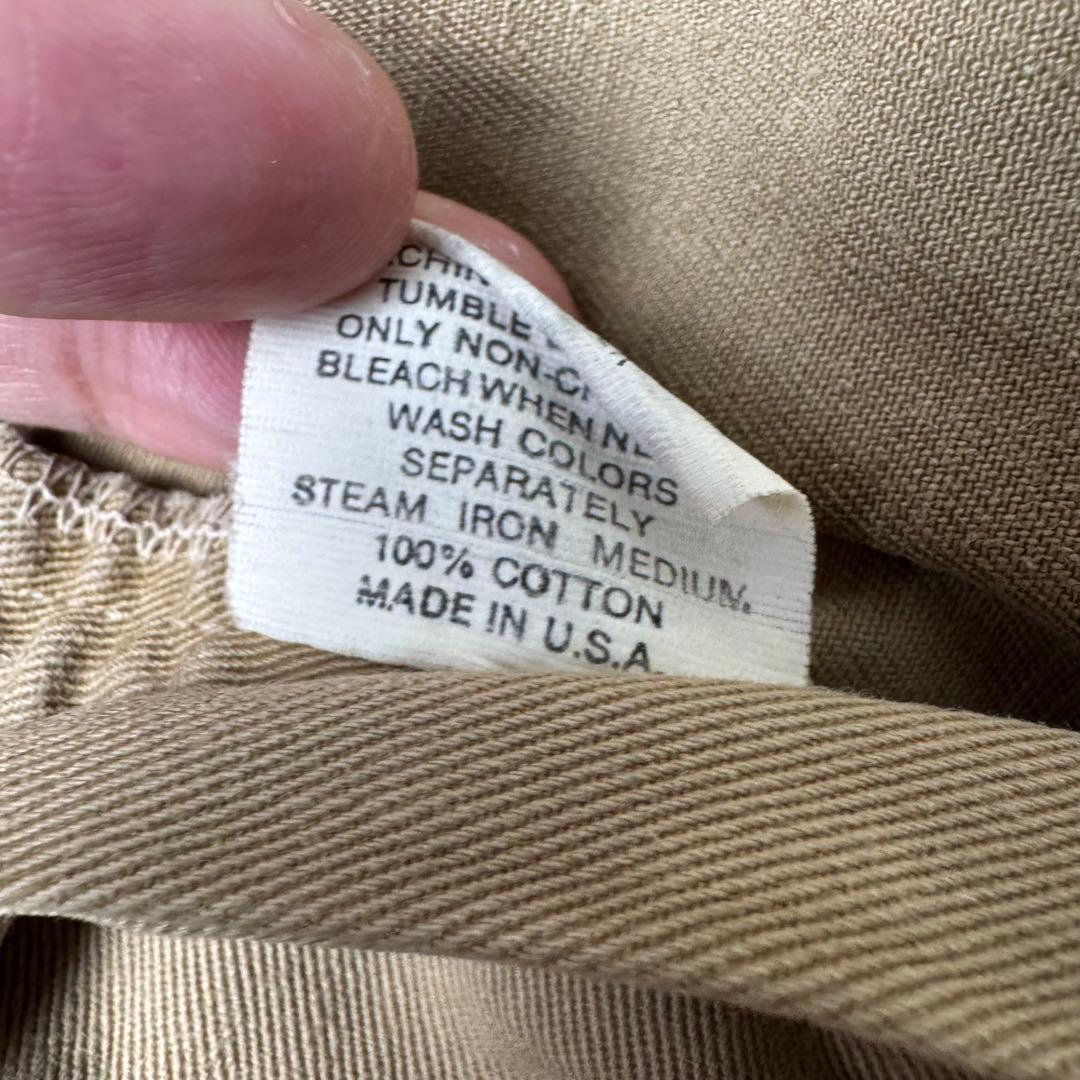 TUMBLE
ONLY NON-
BLEACH WHEN
WASH COLORS
SEPARATELY
STEAM IRON MEDIUM.
100% COTTON
MADE IN U.S.A